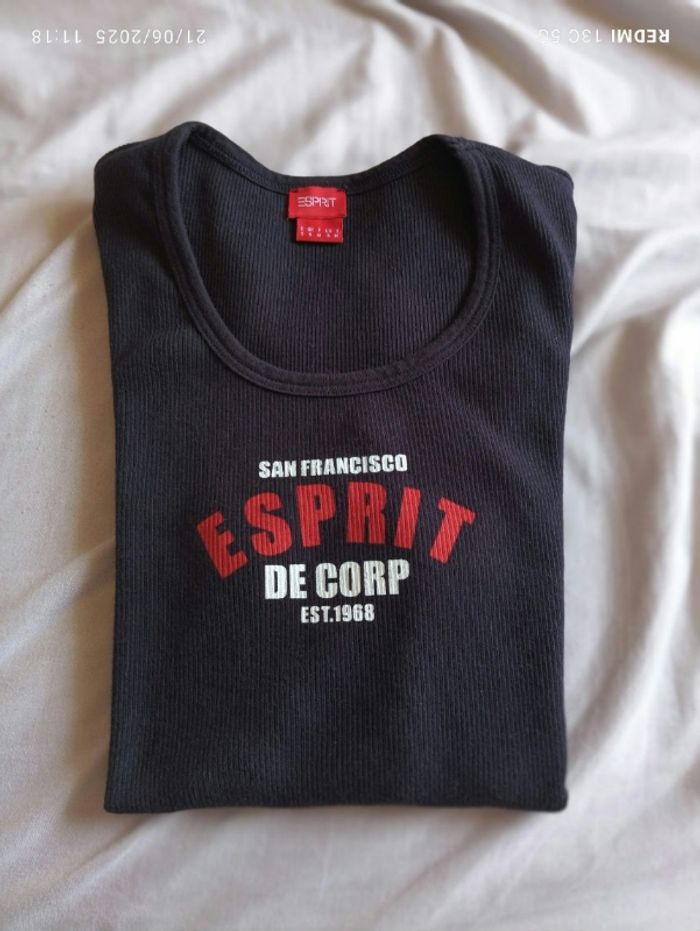 REDMI 13C 5G
21/06/2025 11:18
ESPRIT
SAN FRANCISCO
ESPRIT
DE CORP
EST.1968